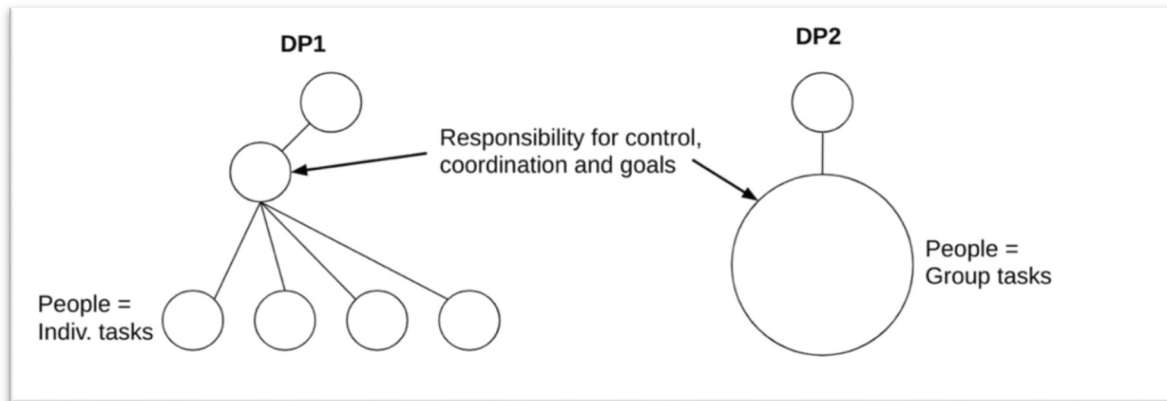 DP1
DP2
Responsibility for control,
coordination and goals
People =
Indiv. tasks
People =
Group tasks